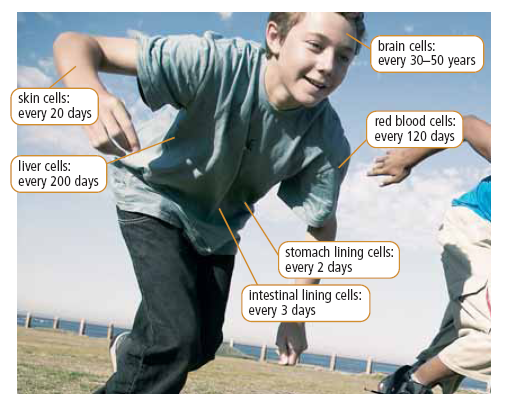 brain cells:
every 30–50 years
skin cells:
every 20 days
red blood cells:
every 120 days
liver cells:
every 200 days
stomach lining cells:
every 2 days
intestinal lining cells:
every 3 days